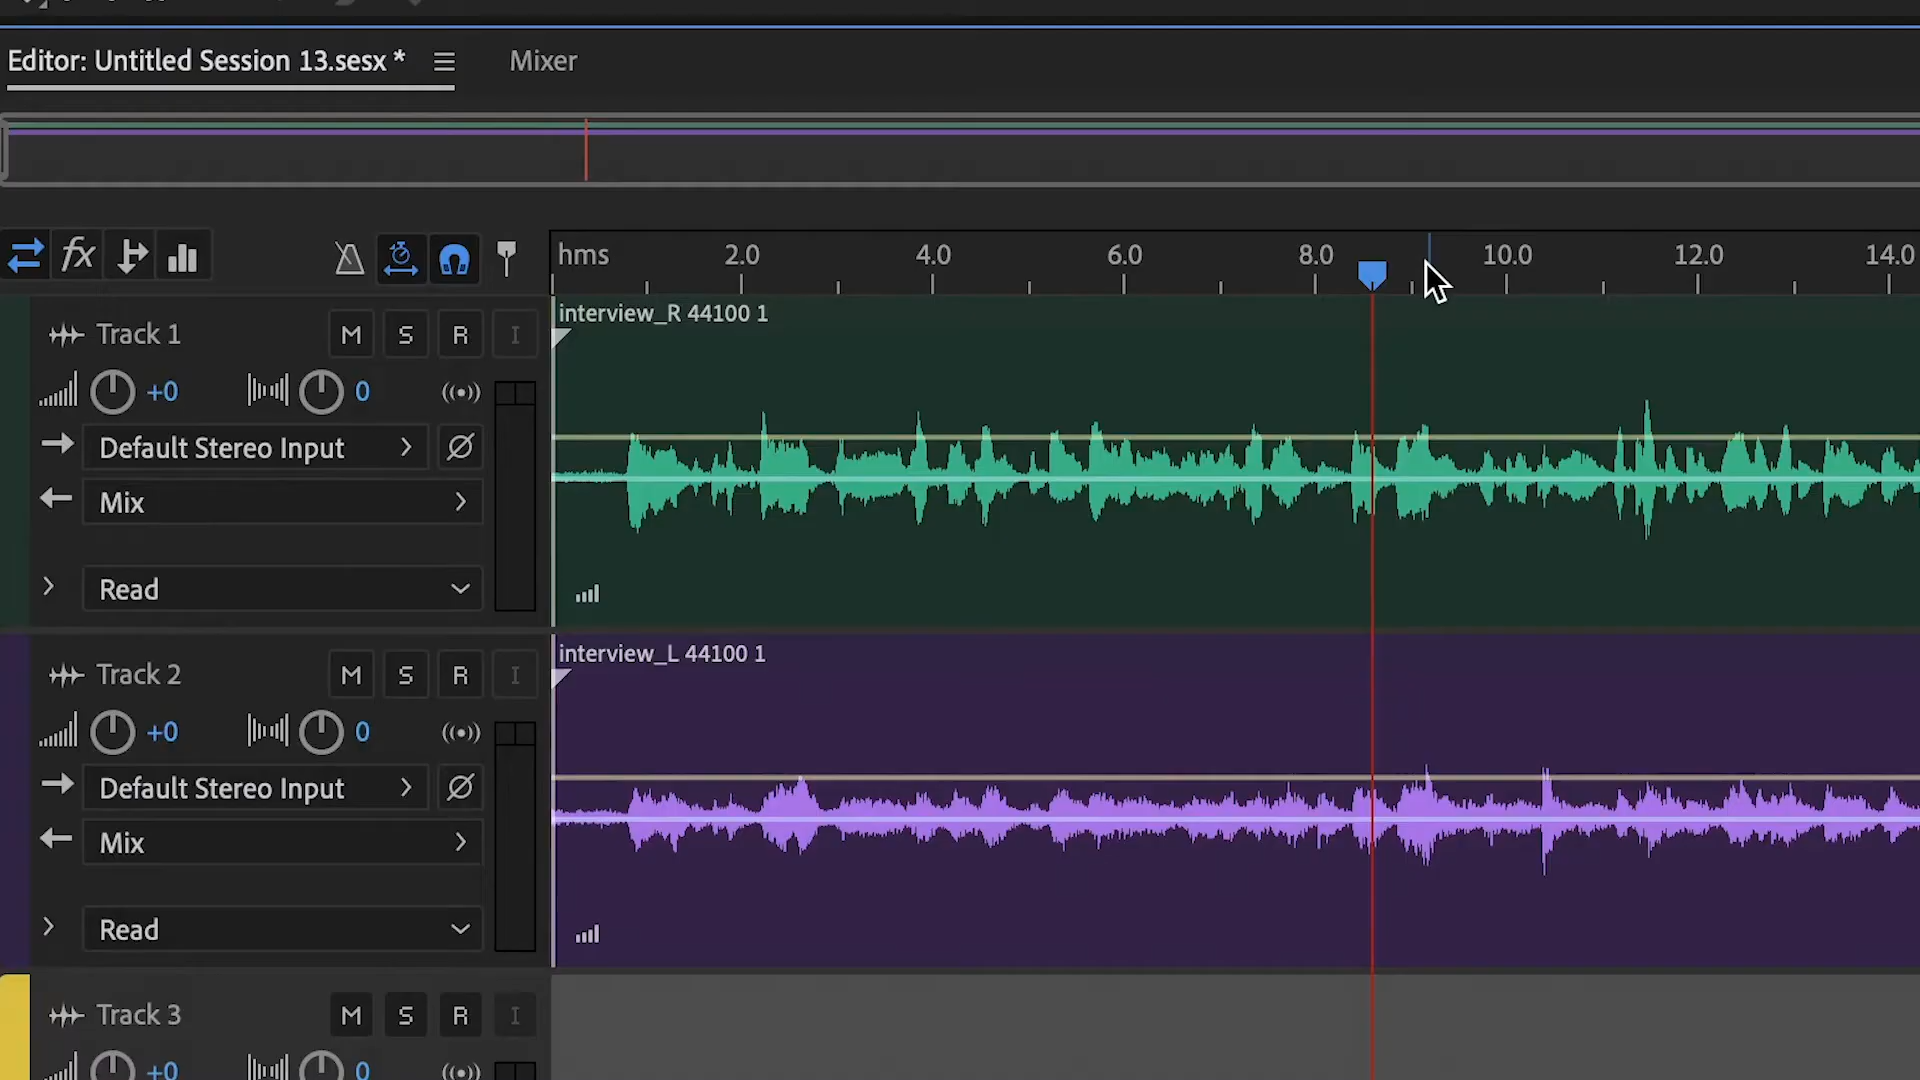 Editor: Untitled Session 13.sesx *
Mixer
fx
hms 2.0 4.0 6.0 8.0 10.0 12.0 14.0
Track 1 M S R I
interview_R 44100 1
+0 0
Default Stereo Input
Mix
Read
Track 2 M S R I
interview_L 44100 1
+0 0
Default Stereo Input
Mix
Read
Track 3 M S R I
+0 0